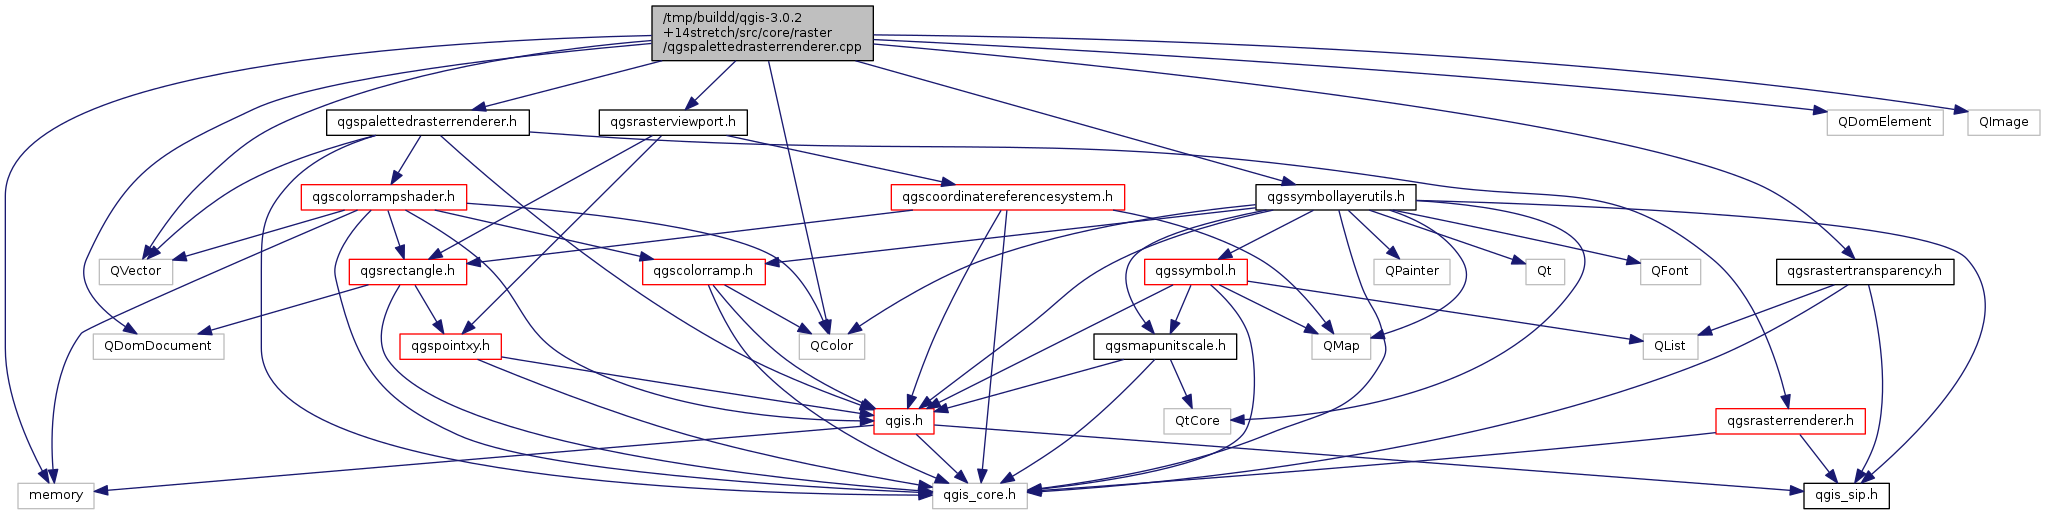 /tmp/buildd/qgis-3.0.2
+14stretch/src/core/raster
/qgspalettedrasterrenderer.cpp
qgspalettedrasterrenderer.h
qgsrasterviewport.h
QDomElement
QImage
qgscolorrampshader.h
qgscoordinatereferencesystem.h
qgssymbollayerutils.h
QVector
qgsrectangle.h
qgscolorramp.h
qgssymbol.h
QPainter
Qt
QFont
qgsrastertransparency.h
QDomDocument
qgspointxy.h
QColor
qgsmapunitscale.h
QMap
QList
qgis.h
QtCore
qgsrasterrenderer.h
memory
qgis_core.h
qgis_sip.h